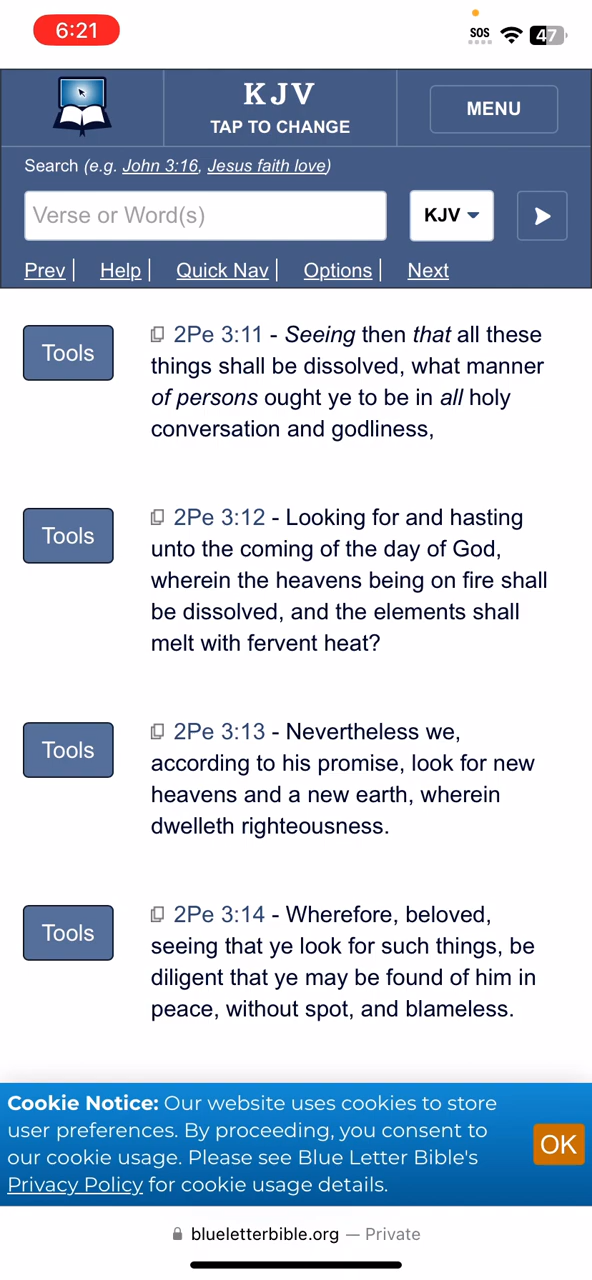 6:21
SOS
47
KJV
MENU
TAP TO CHANGE
Search (e.g. John 3:16, Jesus faith love)
Verse or Word(s)
KJV
Prev | Help | Quick Nav | Options | Next
Tools
2Pe 3:11 - Seeing then that all these
things shall be dissolved, what manner
of persons ought ye to be in all holy
conversation and godliness,
Tools
2Pe 3:12 - Looking for and hasting
unto the coming of the day of God,
wherein the heavens being on fire shall
be dissolved, and the elements shall
melt with fervent heat?
Tools
2Pe 3:13 - Nevertheless we,
according to his promise, look for new
heavens and a new earth, wherein
dwelleth righteousness.
Tools
2Pe 3:14 - Wherefore, beloved,
seeing that ye look for such things, be
diligent that ye may be found of him in
peace, without spot, and blameless.
Cookie Notice: Our website uses cookies to store
user preferences. By proceeding, you consent to
our cookie usage. Please see Blue Letter Bible's
Privacy Policy for cookie usage details.
OK
blueletterbible.org — Private